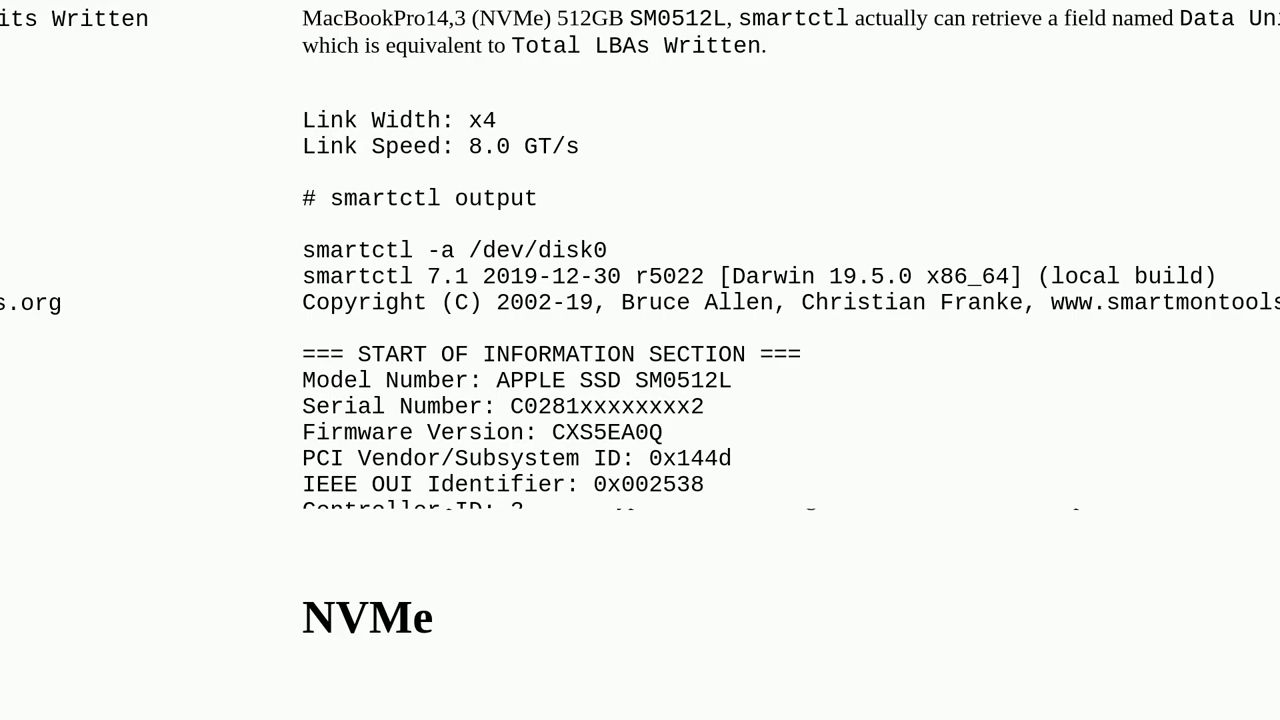 MacBookPro14,3 (NVMe) 512GB SM0512L, smartctl actually can retrieve a field named Data Units Written
which is equivalent to Total LBAs Written.
Link Width: x4
Link Speed: 8.0 GT/s
# smartctl output
smartctl -a /dev/disk0
smartctl 7.1 2019-12-30 r5022 [Darwin 19.5.0 x86_64] (local build)
Copyright (C) 2002-19, Bruce Allen, Christian Franke, www.smartmontools.org
=== START OF INFORMATION SECTION ===
Model Number: APPLE SSD SM0512L
Serial Number: C0281xxxxxxxx2
Firmware Version: CXS5EA0Q
PCI Vendor/Subsystem ID: 0x144d
IEEE OUI Identifier: 0x002538
NVMe